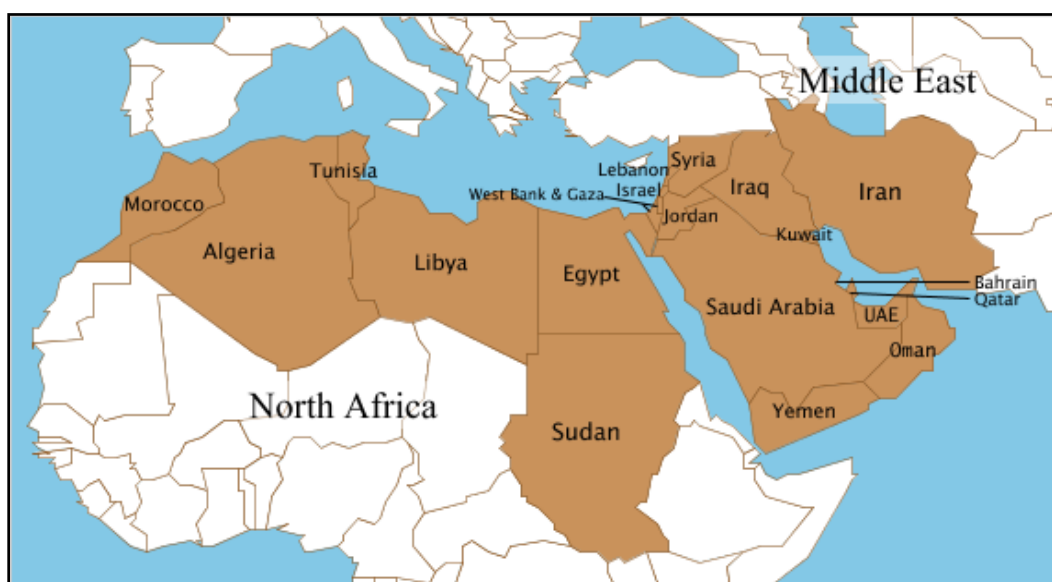 Middle East
Tunisia
Lebanon
Syria
West Bank & Gaza
Israel
Iraq
Iran
Morocco
Jordan
Kuwait
Algeria
Libya
Egypt
Bahrain
Qatar
Saudi Arabia
UAE
Oman
North Africa
Yemen
Sudan